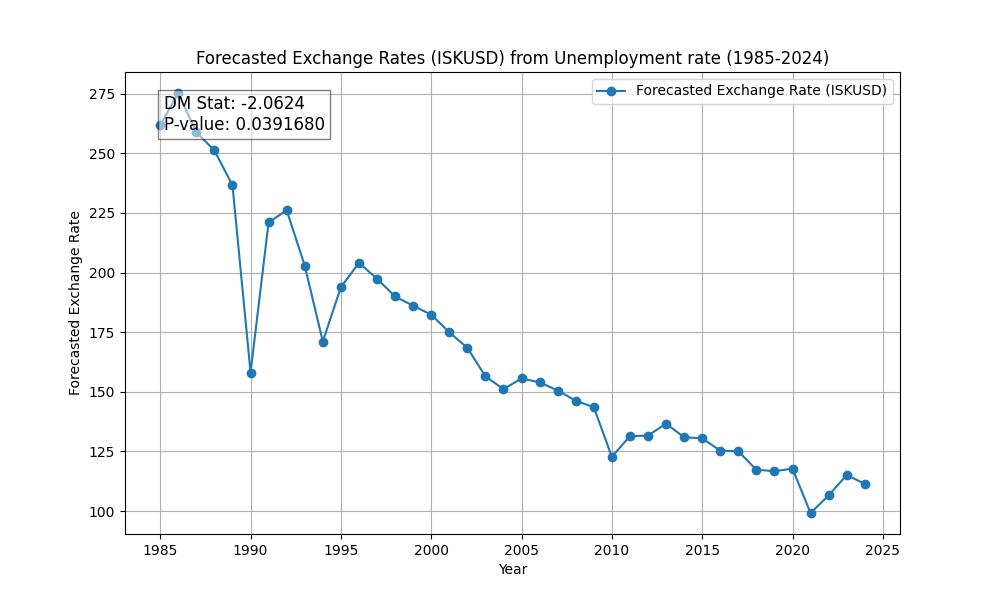 Forecasted Exchange Rates (ISKUSD) from Unemployment rate (1985-2024)
DM Stat: -2.0624
P-value: 0.0391680
Forecasted Exchange Rate (ISKUSD)
Forecasted Exchange Rate
275
250
225
200
175
150
125
100
1985 1990 1995 2000 2005 2010 2015 2020 2025
Year